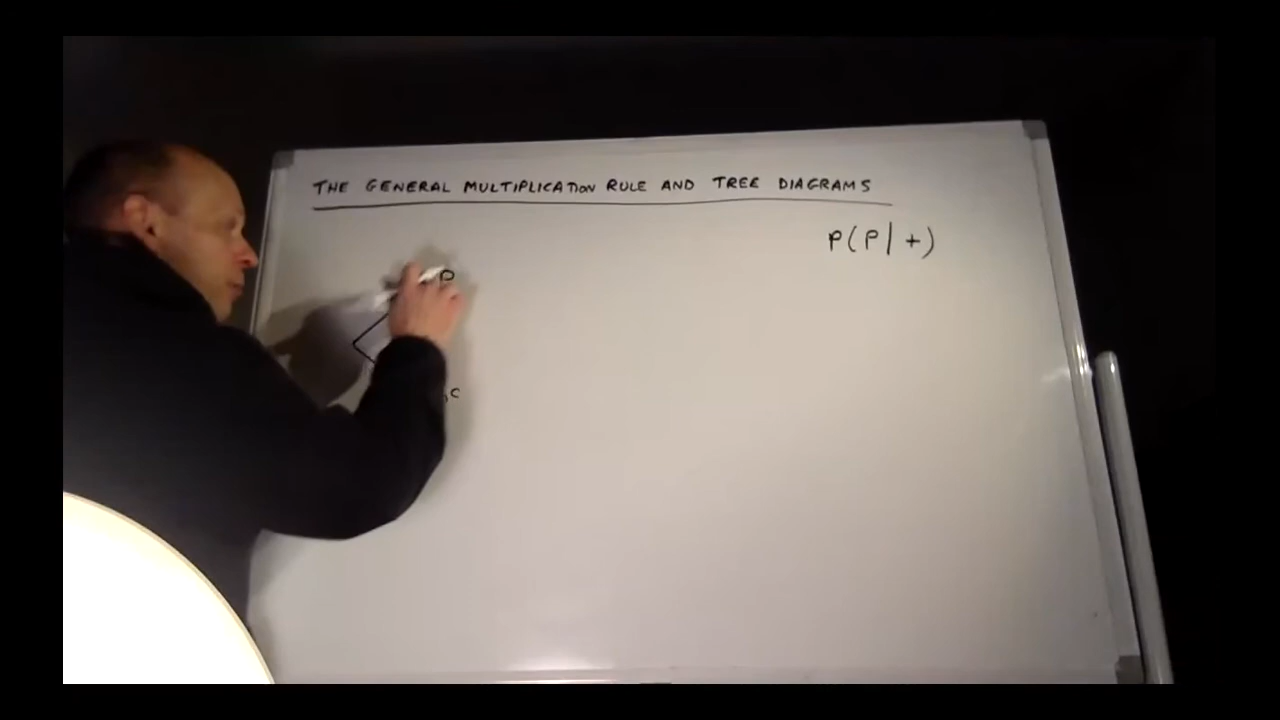 THE GENERAL MULTIPLICATION RULE AND TREE DIAGRAMS
P(P|+)
P
C